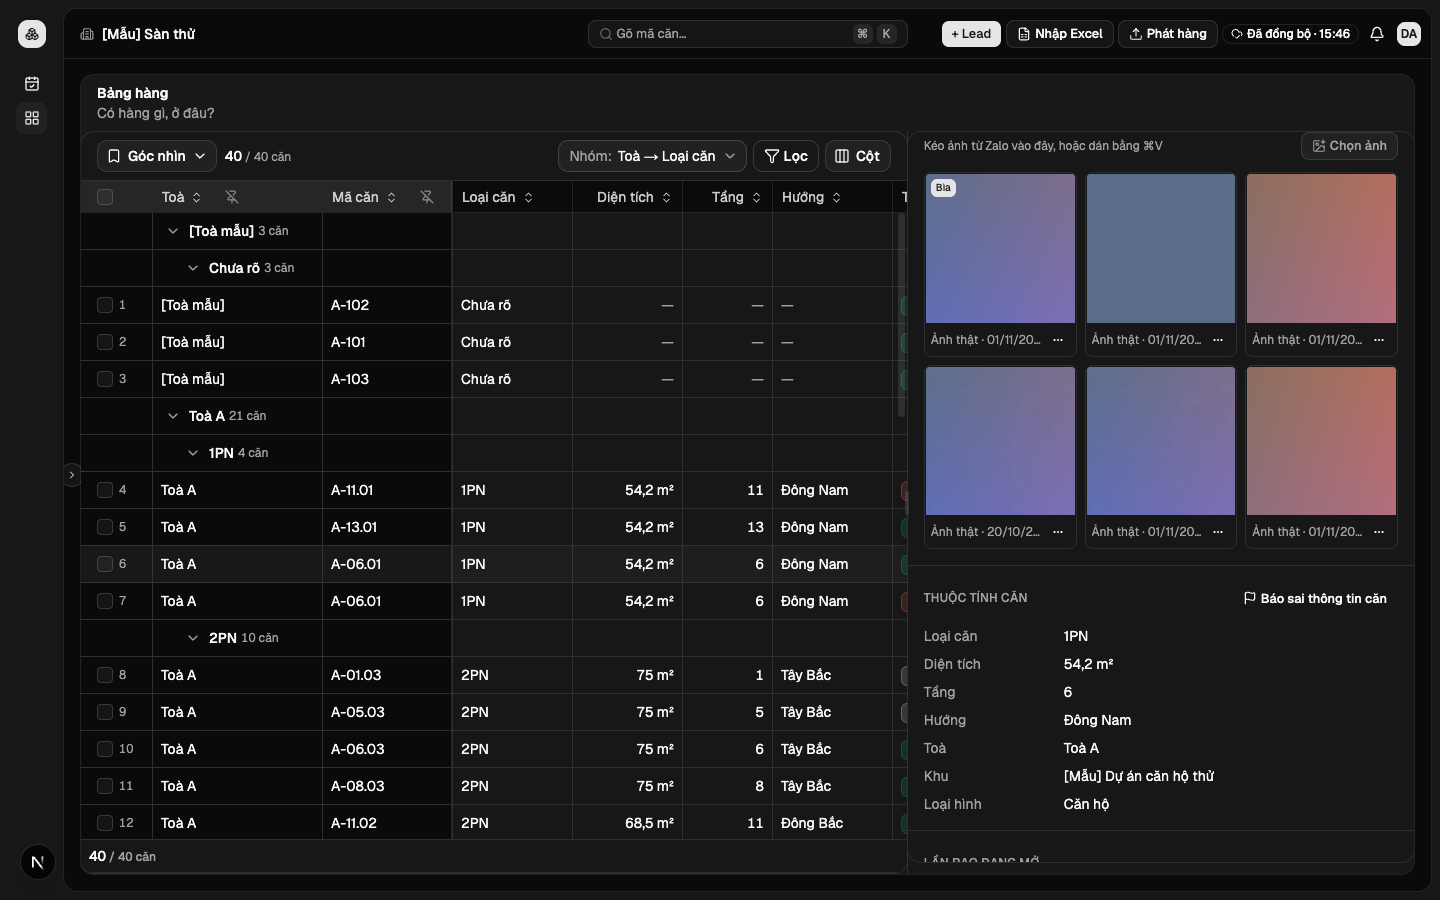 [Mẫu] Sàn thử
Gõ mã căn...
⌘ K
+ Lead
Nhập Excel
Phát hàng
Đã đồng bộ · 15:46
DA
Bảng hàng
Có hàng gì, ở đâu?
Góc nhìn
40 / 40 căn
Nhóm: Toà → Loại căn
Lọc
Cột
Toà
Mã căn
Loại căn
Diện tích
Tầng
Hướng
[Toà mẫu] 3 căn
Chưa rõ 3 căn
1 [Toà mẫu] A-102 Chưa rõ — — —
2 [Toà mẫu] A-101 Chưa rõ — — —
3 [Toà mẫu] A-103 Chưa rõ — — —
Toà A 21 căn
1PN 4 căn
4 Toà A A-11.01 1PN 54,2 m² 11 Đông Nam
5 Toà A A-13.01 1PN 54,2 m² 13 Đông Nam
6 Toà A A-06.01 1PN 54,2 m² 6 Đông Nam
7 Toà A A-06.01 1PN 54,2 m² 6 Đông Nam
2PN 10 căn
8 Toà A A-01.03 2PN 75 m² 1 Tây Bắc
9 Toà A A-05.03 2PN 75 m² 5 Tây Bắc
10 Toà A A-06.03 2PN 75 m² 6 Tây Bắc
11 Toà A A-08.03 2PN 75 m² 8 Tây Bắc
12 Toà A A-11.02 2PN 68,5 m² 11 Đông Bắc
40 / 40 căn
Kéo ảnh từ Zalo vào đây, hoặc dán bằng ⌘V
Chọn ảnh
Bìa
Ảnh thật · 01/11/20...
Ảnh thật · 01/11/20...
Ảnh thật · 01/11/20...
Ảnh thật · 20/10/2...
Ảnh thật · 01/11/20...
Ảnh thật · 01/11/20...
THUỘC TÍNH CĂN
Báo sai thông tin căn
Loại căn 1PN
Diện tích 54,2 m²
Tầng 6
Hướng Đông Nam
Toà Toà A
Khu [Mẫu] Dự án căn hộ thử
Loại hình Căn hộ
N